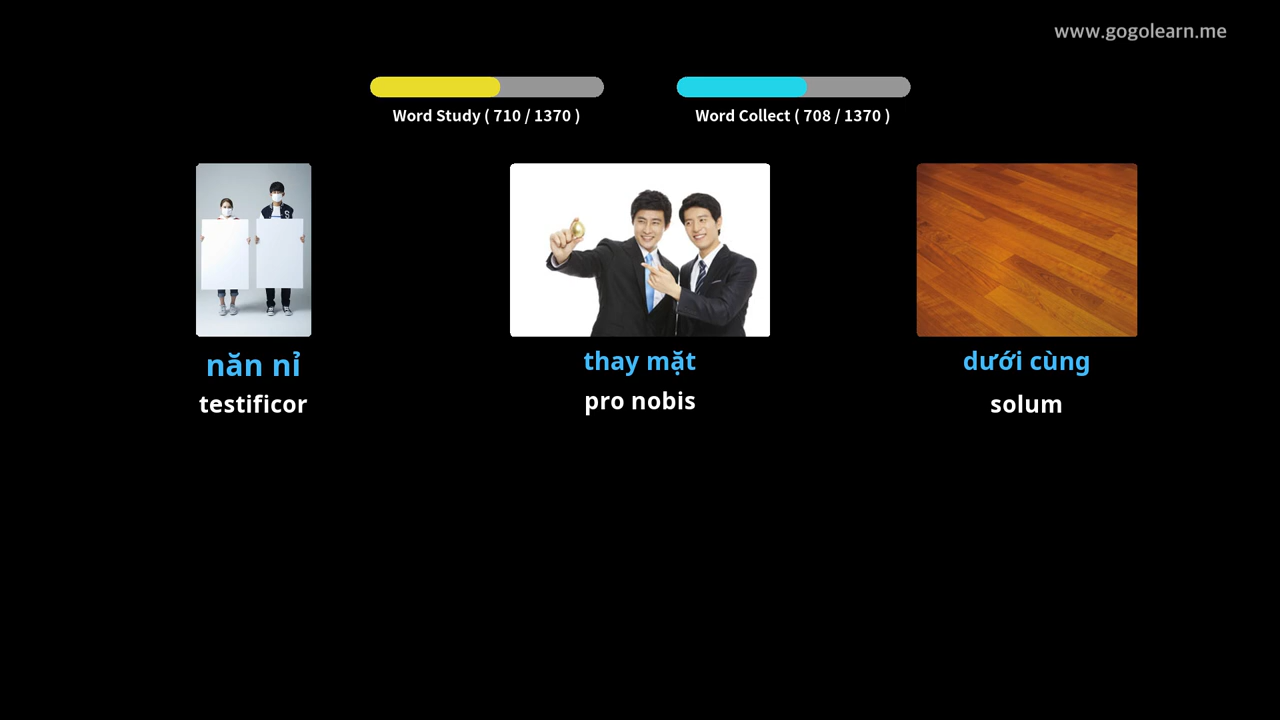 www.gogolearn.me
Word Study ( 710 / 1370 )
Word Collect ( 708 / 1370 )
năn nỉ
testificor
thay mặt
pro nobis
dưới cùng
solum